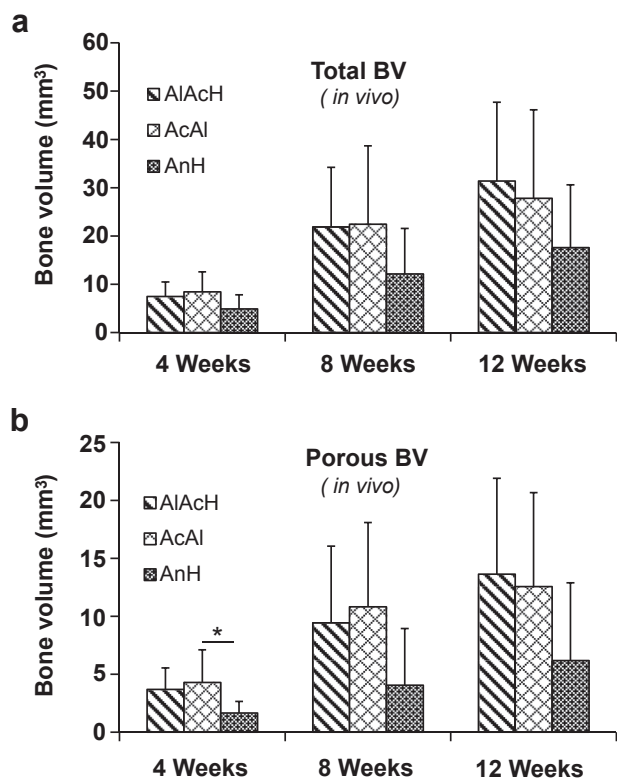 a
60
50
40
30
20
10
0
Bone volume (mm³)
Total BV
( in vivo)
AlAcH
AcAl
AnH
4 Weeks 8 Weeks 12 Weeks
b
25
20
15
10
5
0
Bone volume (mm³)
Porous BV
( in vivo)
AlAcH
AcAl
AnH
*
4 Weeks 8 Weeks 12 Weeks